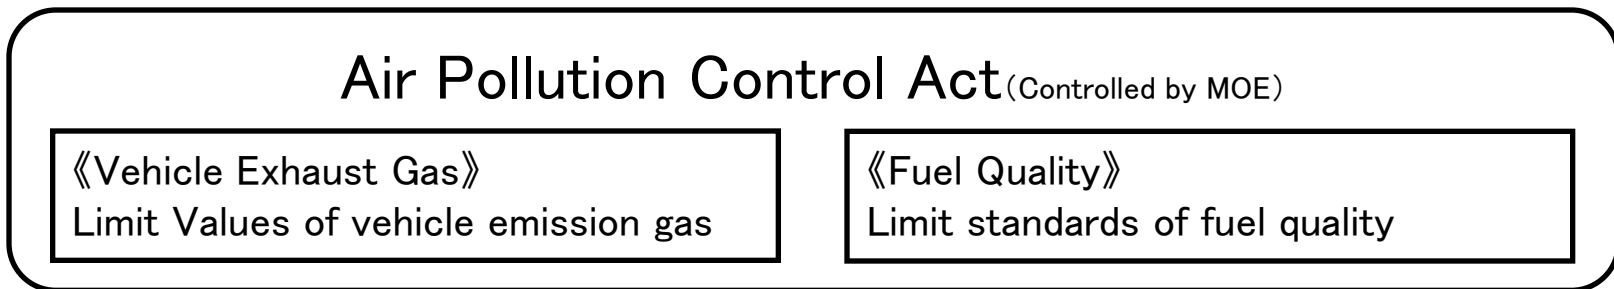 Air Pollution Control Act（Controlled by MOE）
《Vehicle Exhaust Gas》
Limit Values of vehicle emission gas
《Fuel Quality》
Limit standards of fuel quality